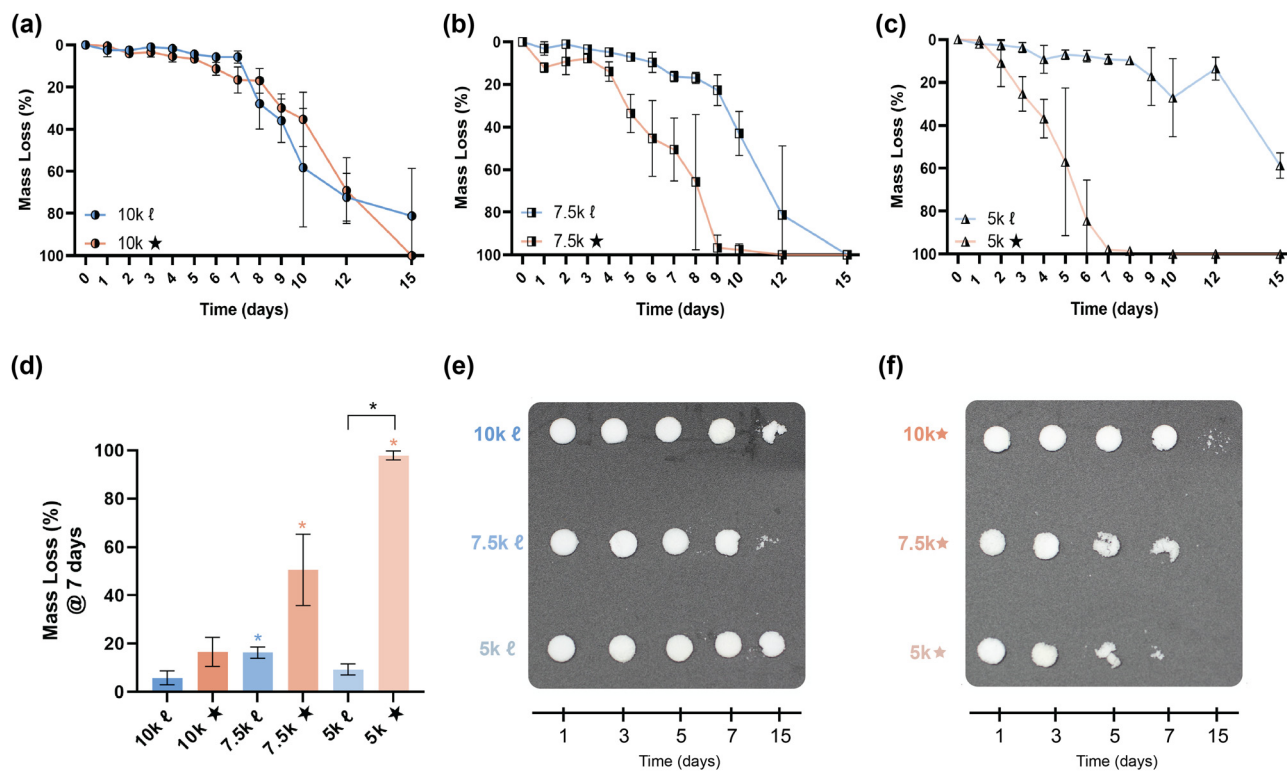 (a)
Mass Loss (%)
0
20
40
60
80
100
10k ℓ
10k ★
0 1 2 3 4 5 6 7 8 9 10 12 15
Time (days)
(b)
Mass Loss (%)
0
20
40
60
80
100
7.5k ℓ
7.5k ★
0 1 2 3 4 5 6 7 8 9 10 12 15
Time (days)
(c)
Mass Loss (%)
0
20
40
60
80
100
5k ℓ
5k ★
0 1 2 3 4 5 6 7 8 9 10 12 15
Time (days)
(d)
Mass Loss (%)
@ 7 days
100
80
60
40
20
0
*
*
*
*
10k ℓ 10k ★ 7.5k ℓ 7.5k ★ 5k ℓ 5k ★
(e)
10k ℓ
7.5k ℓ
5k ℓ
1 3 5 7 15
Time (days)
(f)
10k★
7.5k★
5k★
1 3 5 7 15
Time (days)